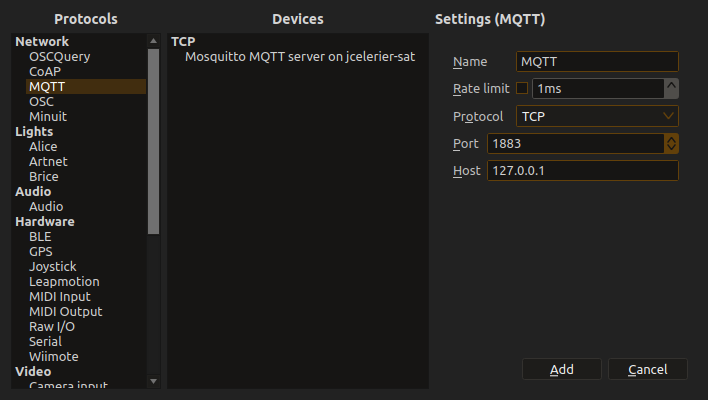 Protocols
Network
OSCQuery
CoAP
MQTT
OSC
Minuit
Lights
Alice
Artnet
Brice
Audio
Audio
Hardware
BLE
GPS
Joystick
Leapmotion
MIDI Input
MIDI Output
Raw I/O
Serial
Wiimote
Video
Camera input
Devices
TCP
Mosquitto MQTT server on jcelerier-sat
Settings (MQTT)
Name MQTT
Rate limit 1ms
Protocol TCP
Port 1883
Host 127.0.0.1
Add Cancel